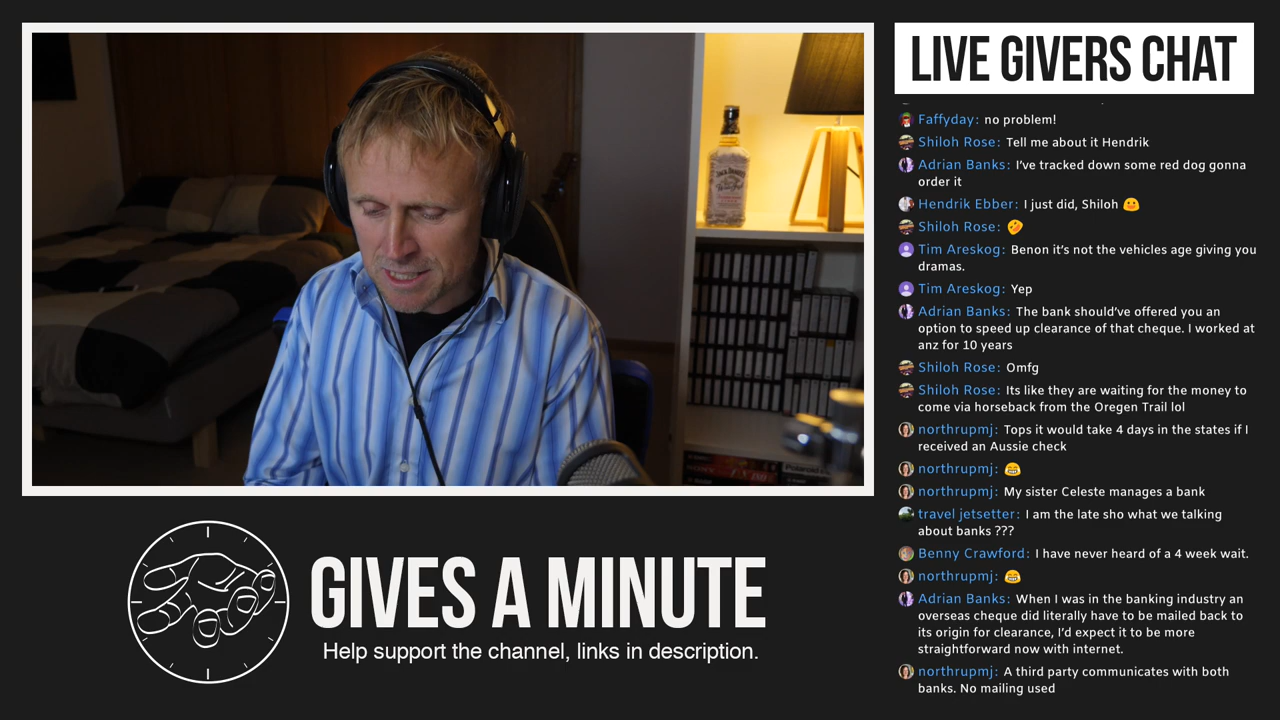 LIVE GIVERS CHAT
Faffyday: no problem!
Shiloh Rose: Tell me about it Hendrik
Adrian Banks: I've tracked down some red dog gonna
order it
Hendrik Ebber: I just did, Shiloh 😃
Shiloh Rose: 🤣
Tim Areskog: Benon it's not the vehicles age giving you
dramas.
Tim Areskog: Yep
Adrian Banks: The bank should've offered you an
option to speed up clearance of that cheque. I worked at
anz for 10 years
Shiloh Rose: Omfg
Shiloh Rose: Its like they are waiting for the money to
come via horseback from the Oregen Trail lol
northrupmj: Tops it would take 4 days in the states if I
received an Aussie check
northrupmj: 😁
northrupmj: My sister Celeste manages a bank
travel jetsetter: I am the late sho what we talking
about banks ???
Benny Crawford: I have never heard of a 4 week wait.
northrupmj: 😁
Adrian Banks: When I was in the banking industry an
overseas cheque did literally have to be mailed back to
its origin for clearance, I'd expect it to be more
straightforward now with internet.
northrupmj: A third party communicates with both
banks. No mailing used
GIVES A MINUTE
Help support the channel, links in description.